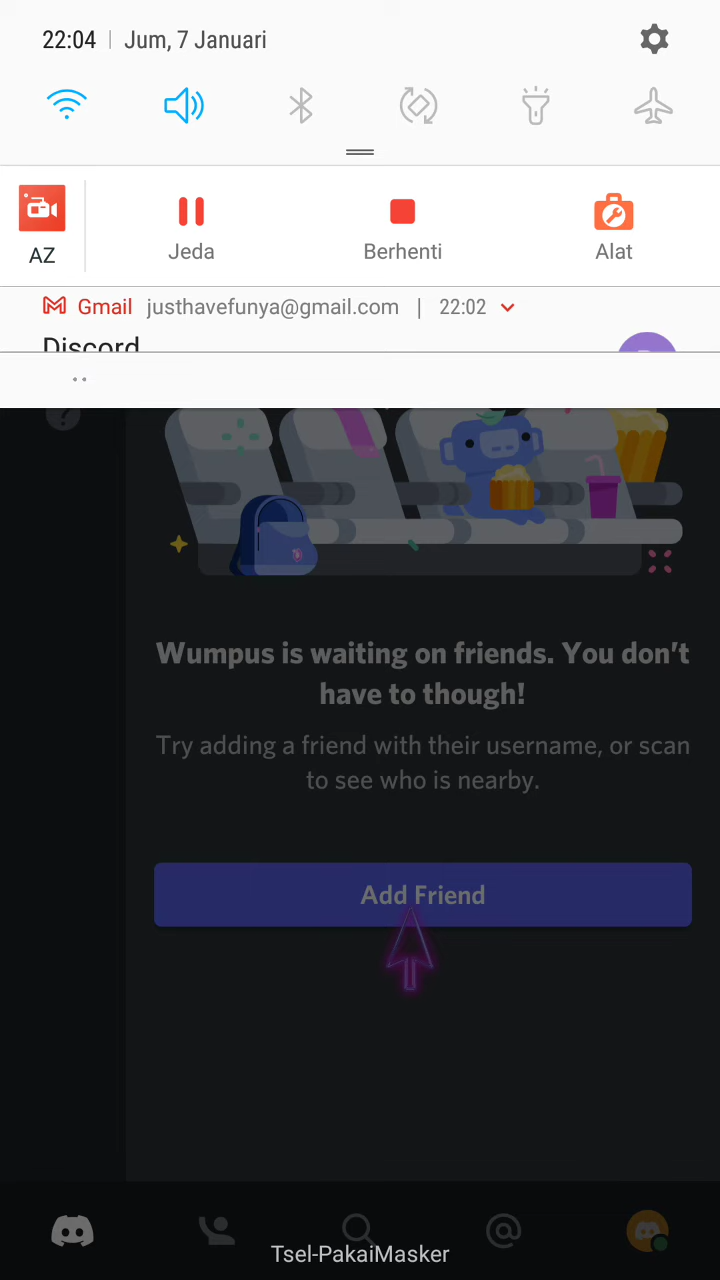 22:04 | Jum, 7 Januari
AZ
Jeda
Berhenti
Alat
Gmail justhavefunya@gmail.com | 22:02
Discord
?
Wumpus is waiting on friends. You don't
have to though!
Try adding a friend with their username, or scan
to see who is nearby.
Add Friend
Tsel-PakaiMasker